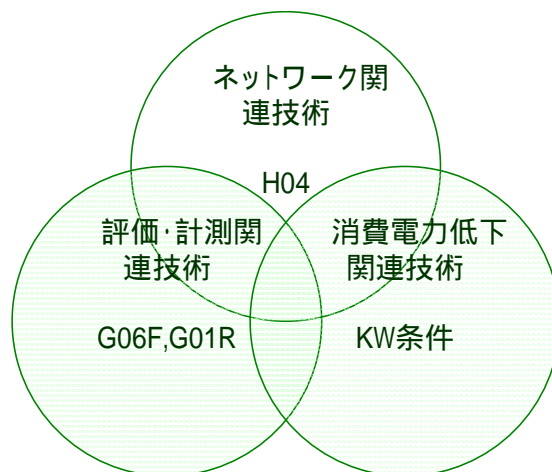 ネットワーク関
連技術
H04
評価・計測関
連技術
消費電力低下
関連技術
G06F,G01R
KW条件